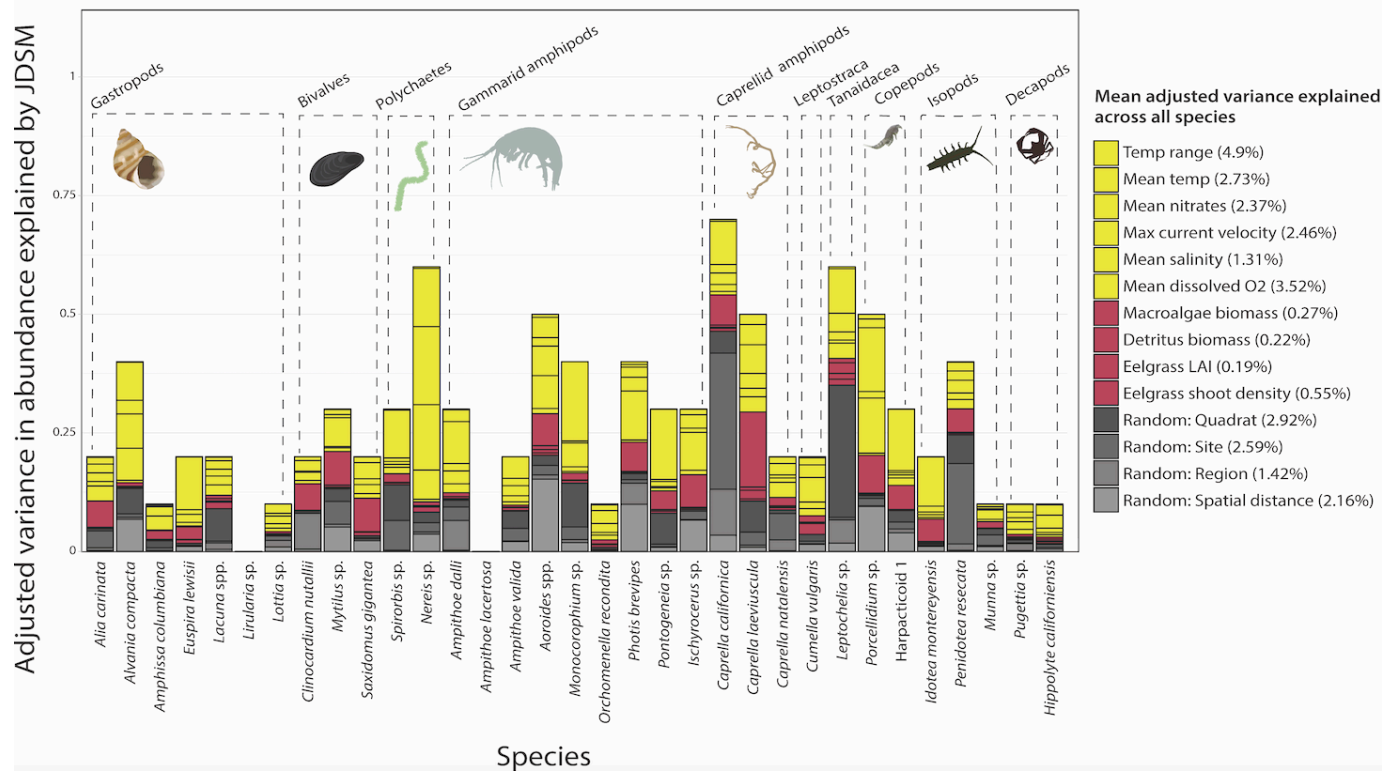 Adjusted variance in abundance explained by JDSM
1
0.75
0.5
0.25
0
Gastropods
Bivalves
Polychaetes
Gammarid amphipods
Caprellid amphipods
Leptostraca
Tanaidacea
Copepods
Isopods
Decapods
Alia carinata
Alvania compacta
Amphissa columbiana
Euspira lewisii
Lacuna spp.
Lirularia sp.
Lottia sp.
Clinocardium nutallii
Mytilus sp.
Saxidomus gigantea
Spirorbis sp.
Nereis sp.
Ampithoe dalli
Ampithoe lacertosa
Ampithoe valida
Aoroides spp.
Monocorophium sp.
Orchomenella recondita
Photis brevipes
Pontogeneia sp.
Ischyrocerus sp.
Caprella californica
Caprella laeviuscula
Caprella natalensis
Cumella vulgaris
Leptochelia sp.
Porcellidium sp.
Harpacticoid 1
Idotea montereyensis
Penidotea resecata
Munna sp.
Pugettia sp.
Hippolyte californiensis
Species
Mean adjusted variance explained
across all species
Temp range (4.9%)
Mean temp (2.73%)
Mean nitrates (2.37%)
Max current velocity (2.46%)
Mean salinity (1.31%)
Mean dissolved O2 (3.52%)
Macroalgae biomass (0.27%)
Detritus biomass (0.22%)
Eelgrass LAI (0.19%)
Eelgrass shoot density (0.55%)
Random: Quadrat (2.92%)
Random: Site (2.59%)
Random: Region (1.42%)
Random: Spatial distance (2.16%)